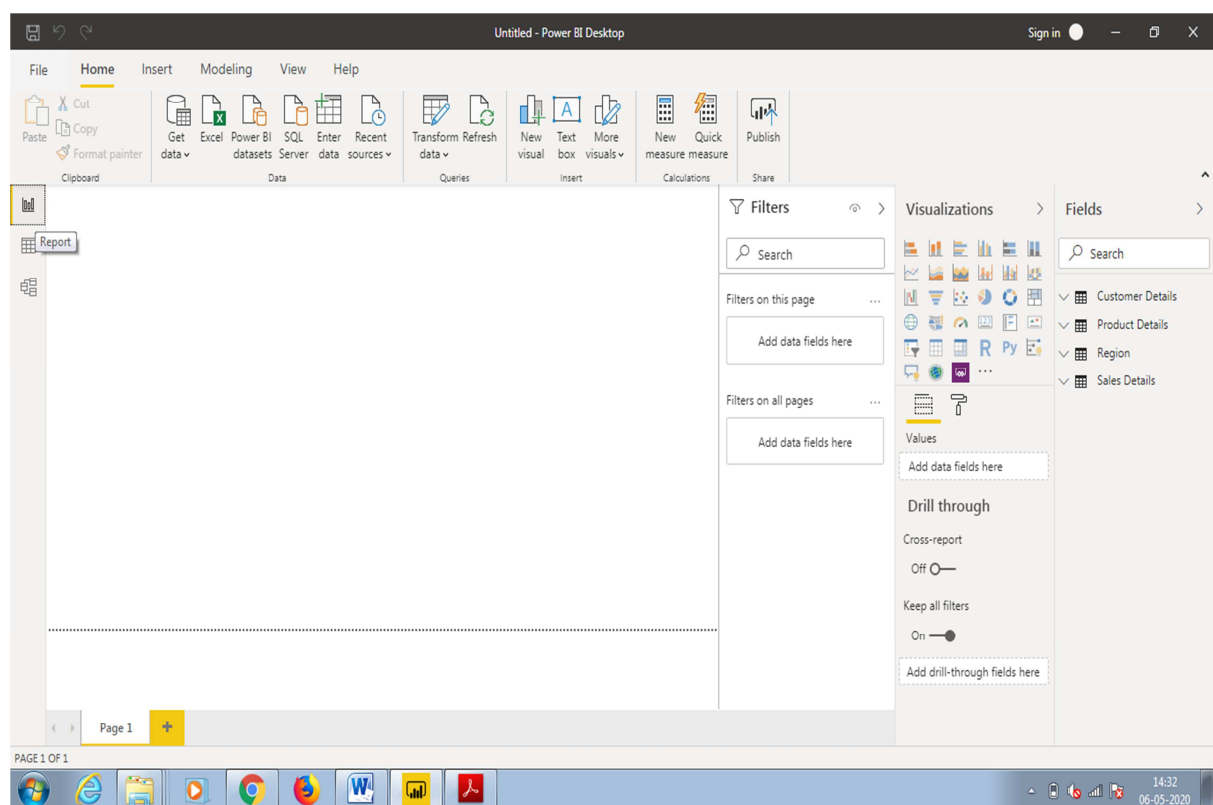 Untitled - Power BI Desktop
Sign in
File Home Insert Modeling View Help
Paste
Cut
Copy
Format painter
Clipboard
Get data
Excel
Power BI datasets
SQL Server
Enter data
Recent sources
Data
Transform data
Refresh
Queries
New visual
Text box
More visuals
Insert
New measure
Quick measure
Calculations
Publish
Share
Report
Filters
Search
Filters on this page ...
Add data fields here
Filters on all pages ...
Add data fields here
Visualizations
123
R Py
...
Values
Add data fields here
Drill through
Cross-report
Off
Keep all filters
On
Add drill-through fields here
Fields
Search
Customer Details
Product Details
Region
Sales Details
Page 1 +
PAGE 1 OF 1
14:32
06-05-2020